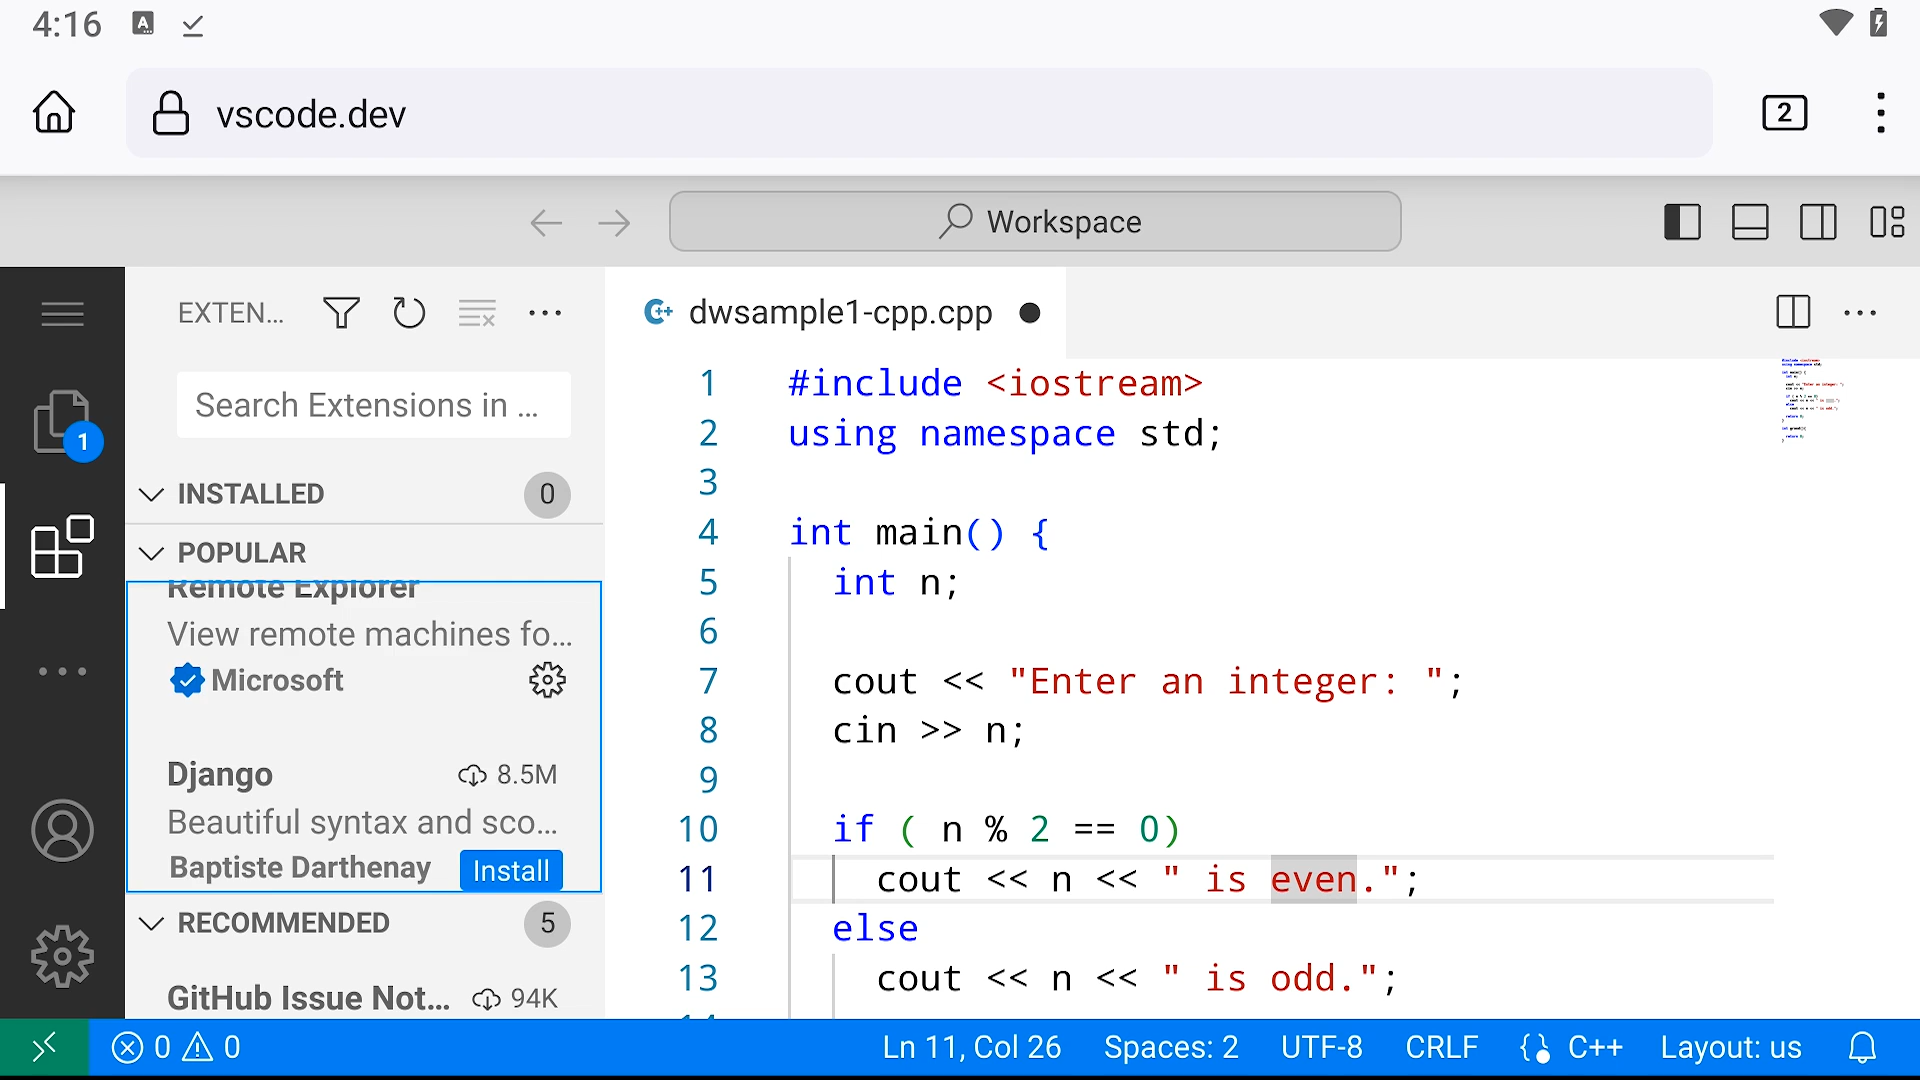 4:16
vscode.dev
2
Workspace
EXTEN...
dwsample1-cpp.cpp
Search Extensions in ...
INSTALLED 0
POPULAR
Remote Explorer
View remote machines fo...
Microsoft
Django 8.5M
Beautiful syntax and sco...
Baptiste Darthenay Install
RECOMMENDED 5
GitHub Issue Not... 94K
1
1 #include <iostream>
2 using namespace std;
3
4 int main() {
5 int n;
6
7 cout << "Enter an integer: ";
8 cin >> n;
9
10 if ( n % 2 == 0)
11 cout << n << " is even.";
12 else
13 cout << n << " is odd.";
0 0
Ln 11, Col 26 Spaces: 2 UTF-8 CRLF C++ Layout: us